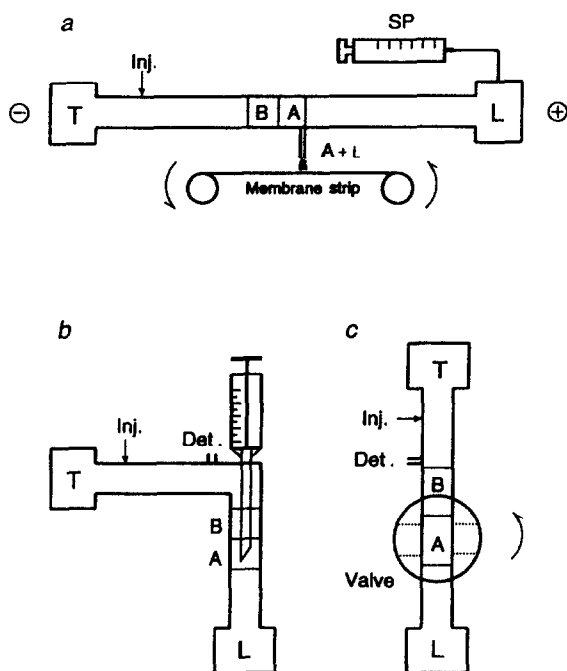 a
SP
Inj.
T
B
A
L
⊖
⊕
A + L
Membrane strip
b
Inj.
Det.
T
B
A
L
c
T
Inj.
Det.
B
A
Valve
L